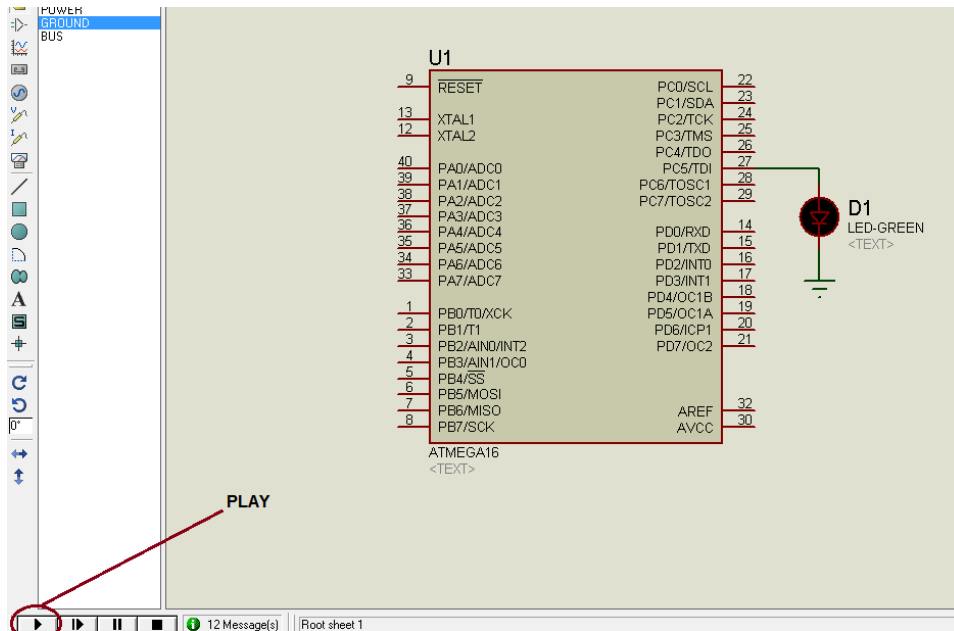 POWER
GROUND
BUS
U1
9
RESET
13
XTAL1
12
XTAL2
40
PA0/ADC0
39
PA1/ADC1
38
PA2/ADC2
37
PA3/ADC3
36
PA4/ADC4
35
PA5/ADC5
34
PA6/ADC6
33
PA7/ADC7
1
PB0/T0/XCK
2
PB1/T1
3
PB2/AIN0/INT2
4
PB3/AIN1/OC0
5
PB4/SS
6
PB5/MOSI
7
PB6/MISO
8
PB7/SCK
PC0/SCL
22
PC1/SDA
23
PC2/TCK
24
PC3/TMS
25
PC4/TDO
26
PC5/TDI
27
PC6/TOSC1
28
PC7/TOSC2
29
PD0/RXD
14
PD1/TXD
15
PD2/INT0
16
PD3/INT1
17
PD4/OC1B
18
PD5/OC1A
19
PD6/ICP1
20
PD7/OC2
21
AREF
32
AVCC
30
ATMEGA16
<TEXT>
D1
LED-GREEN
<TEXT>
A
S
0°
PLAY
12 Message(s)
Root sheet 1